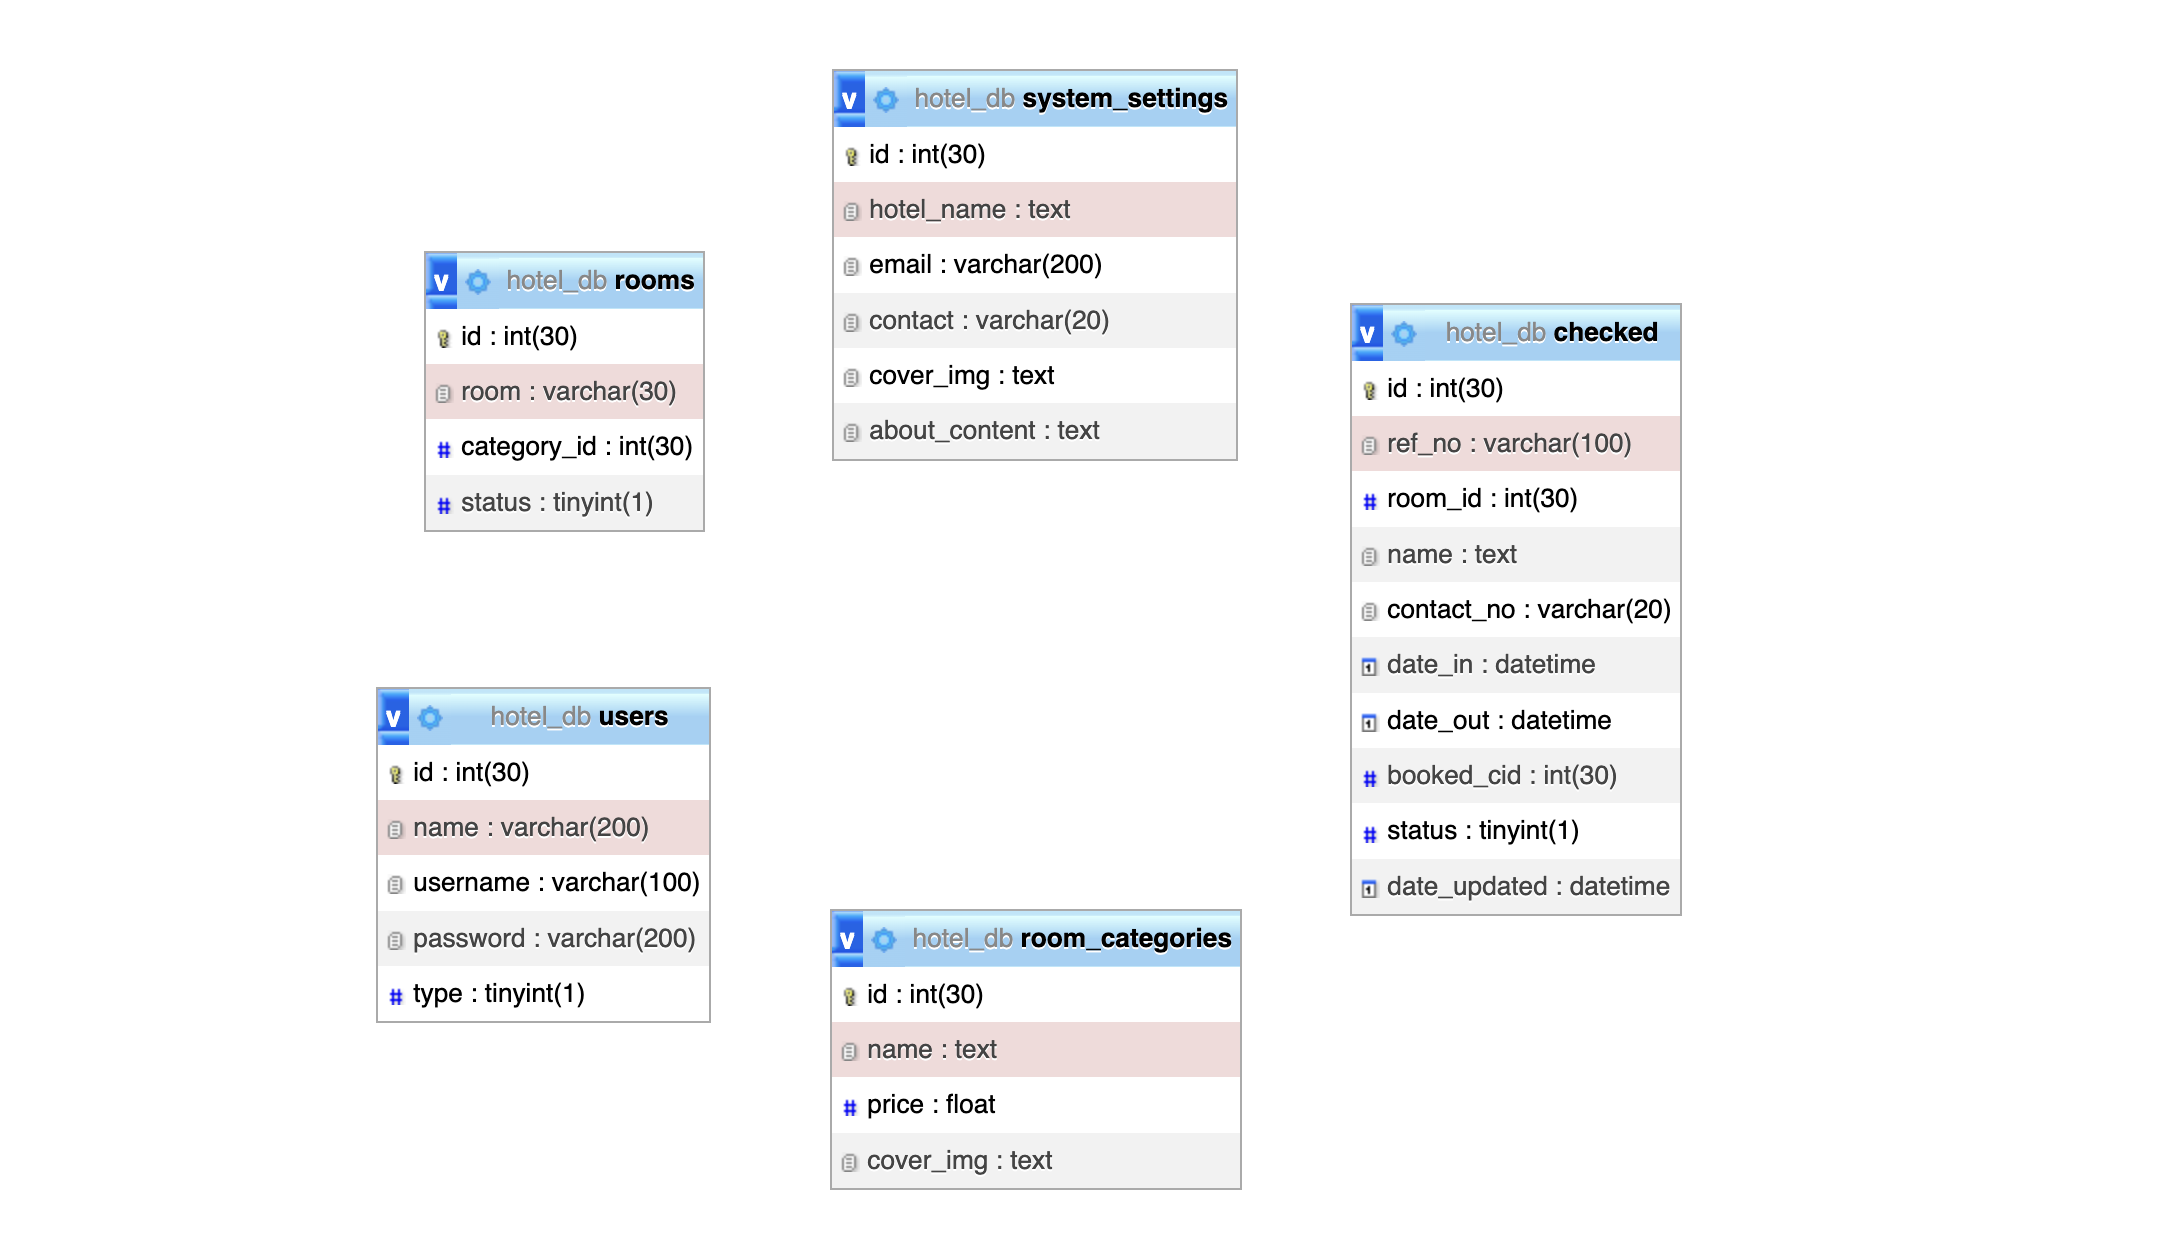 v hotel_db system_settings
id : int(30)
hotel_name : text
email : varchar(200)
contact : varchar(20)
cover_img : text
about_content : text
v hotel_db rooms
id : int(30)
room : varchar(30)
# category_id : int(30)
# status : tinyint(1)
v hotel_db checked
id : int(30)
ref_no : varchar(100)
# room_id : int(30)
name : text
contact_no : varchar(20)
date_in : datetime
date_out : datetime
# booked_cid : int(30)
# status : tinyint(1)
date_updated : datetime
v hotel_db users
id : int(30)
name : varchar(200)
username : varchar(100)
password : varchar(200)
# type : tinyint(1)
v hotel_db room_categories
id : int(30)
name : text
# price : float
cover_img : text